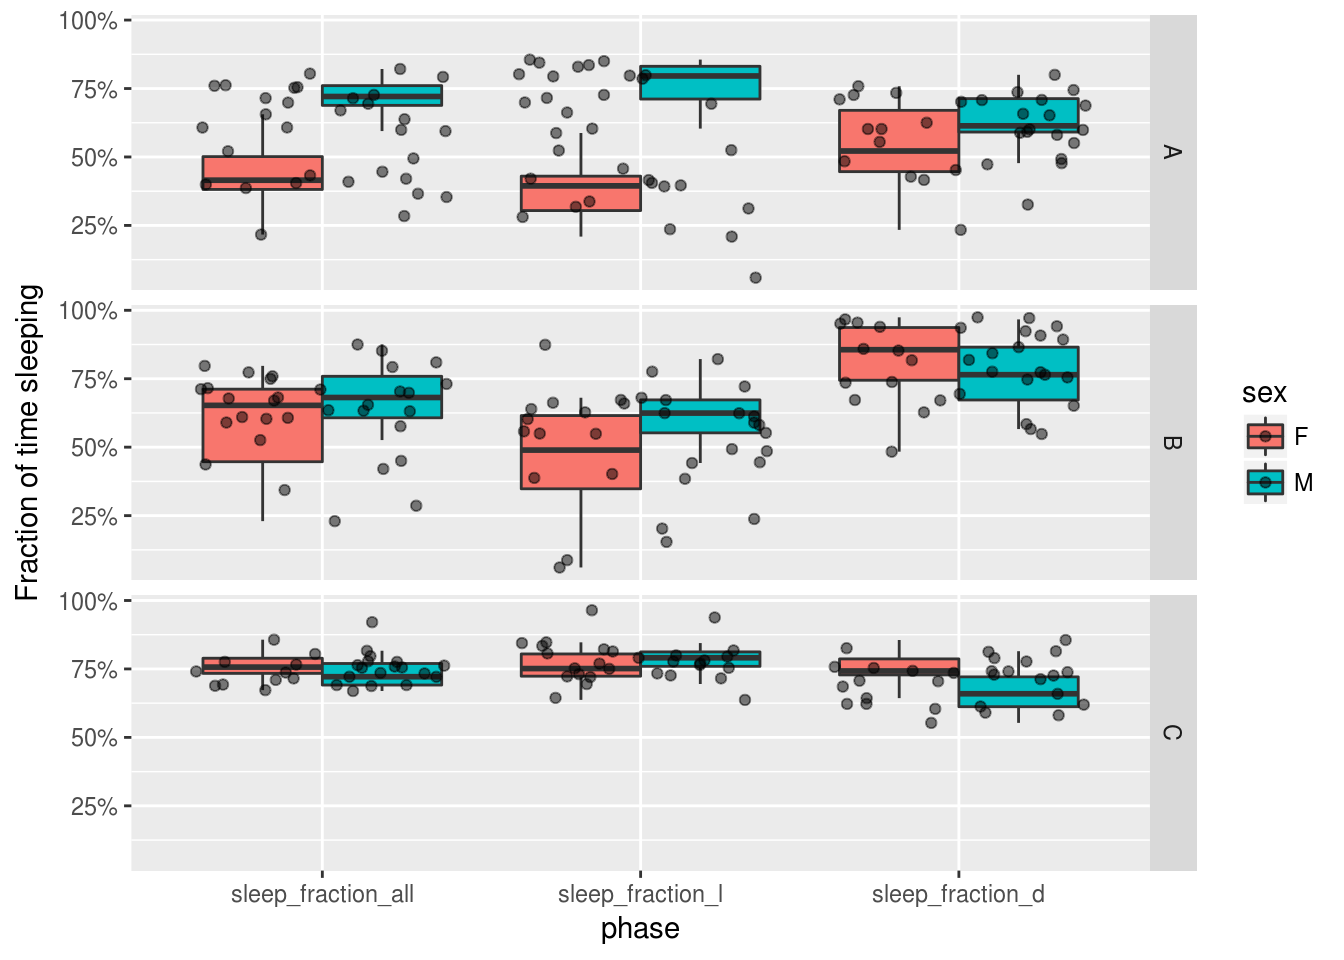 100%
75%
50%
25%
A
100%
75%
50%
25%
B
100%
75%
50%
25%
C
Fraction of time sleeping
sleep_fraction_all
sleep_fraction_l
sleep_fraction_d
phase
sex
F
M